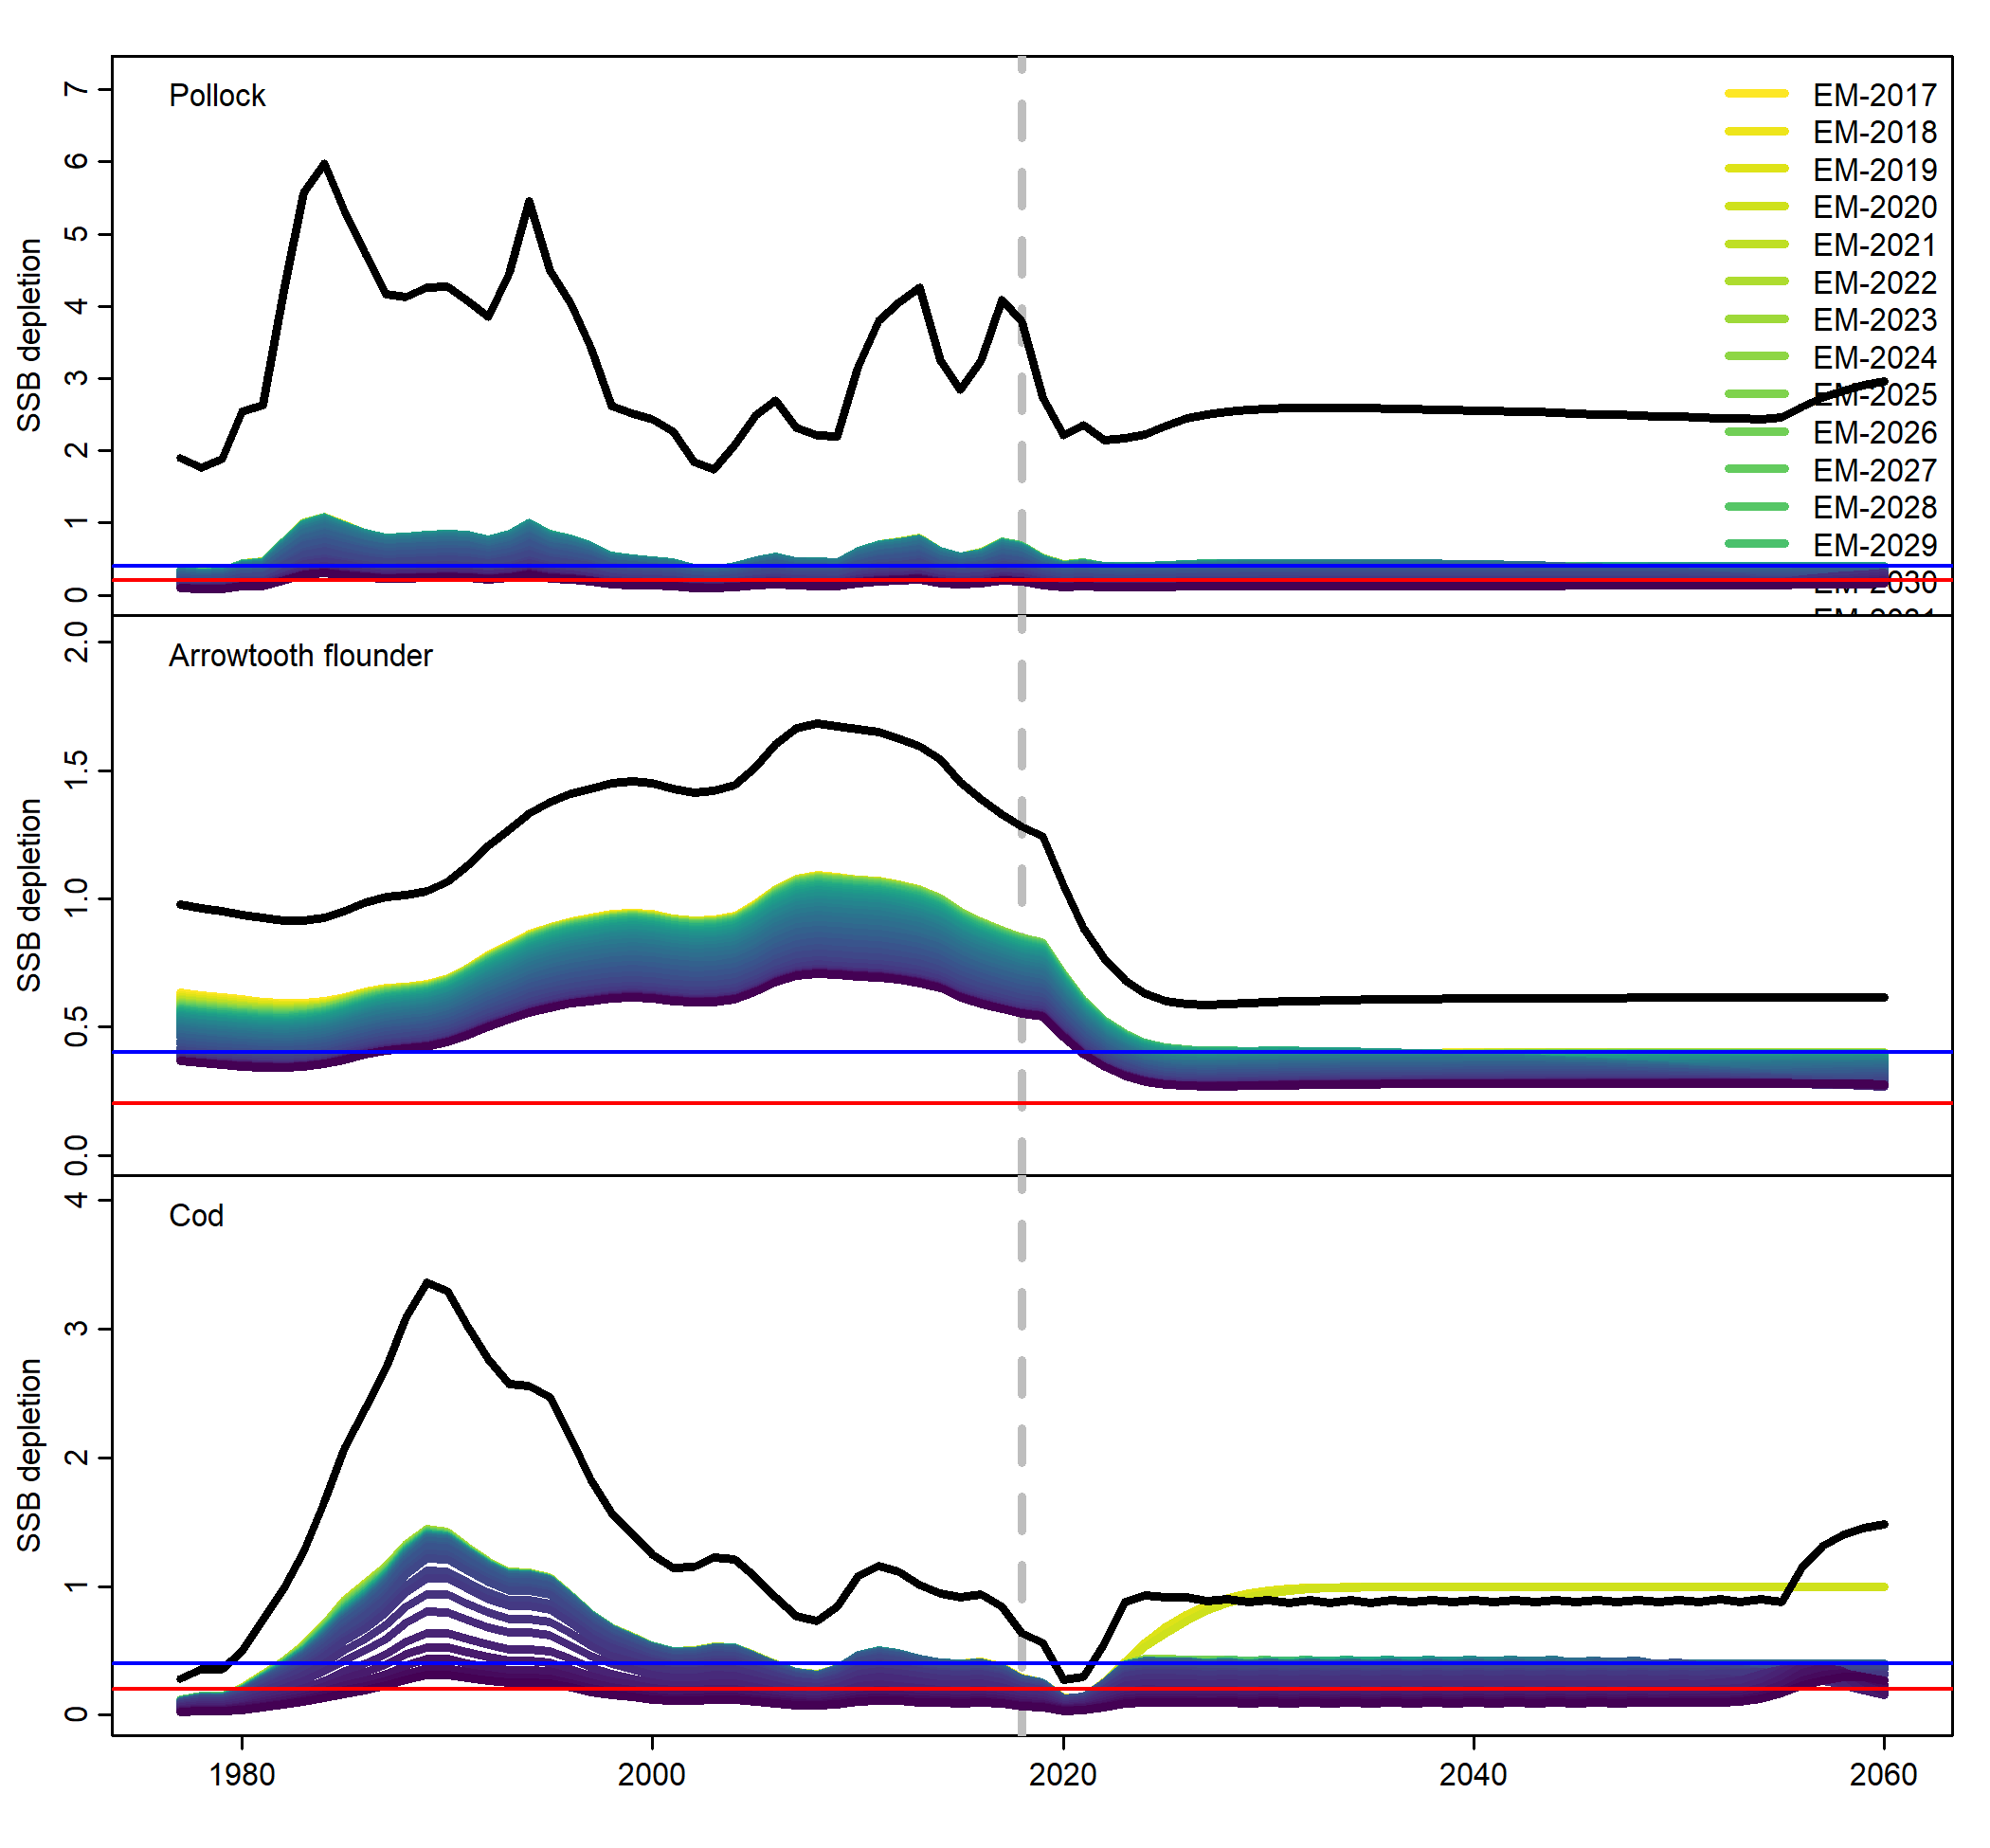 Pollock
SSB depletion
7
6
5
4
3
2
1
0
EM-2017
EM-2018
EM-2019
EM-2020
EM-2021
EM-2022
EM-2023
EM-2024
EM-2025
EM-2026
EM-2027
EM-2028
EM-2029
EM-2030
Arrowtooth flounder
SSB depletion
2.0
1.5
1.0
0.5
0.0
Cod
SSB depletion
4
3
2
1
0
1980 2000 2020 2040 2060